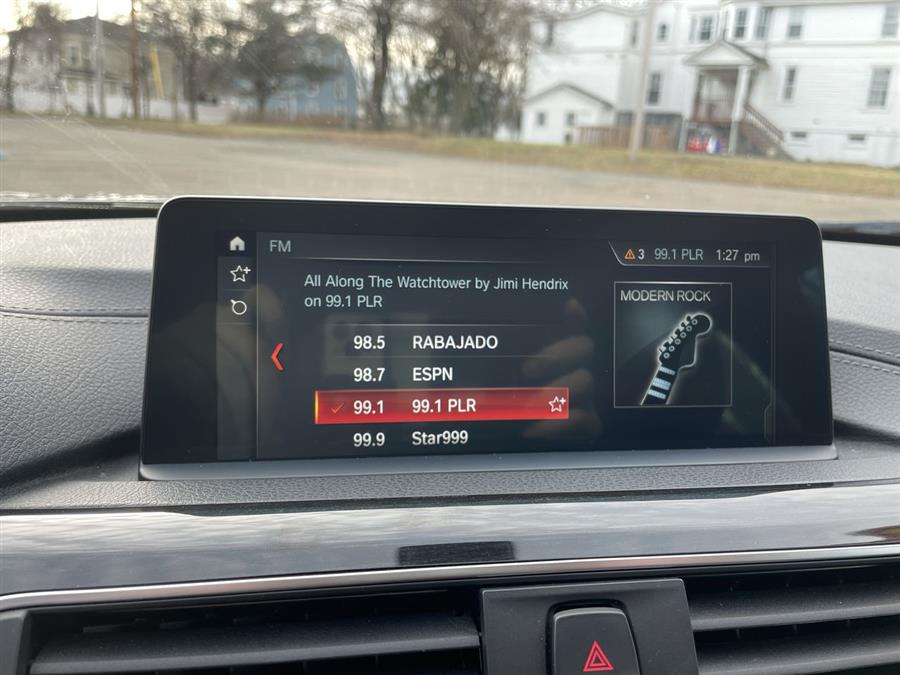 FM
3 99.1 PLR 1:27 pm
All Along The Watchtower by Jimi Hendrix
on 99.1 PLR
MODERN ROCK
98.5 RABAJADO
98.7 ESPN
99.1 99.1 PLR
99.9 Star999